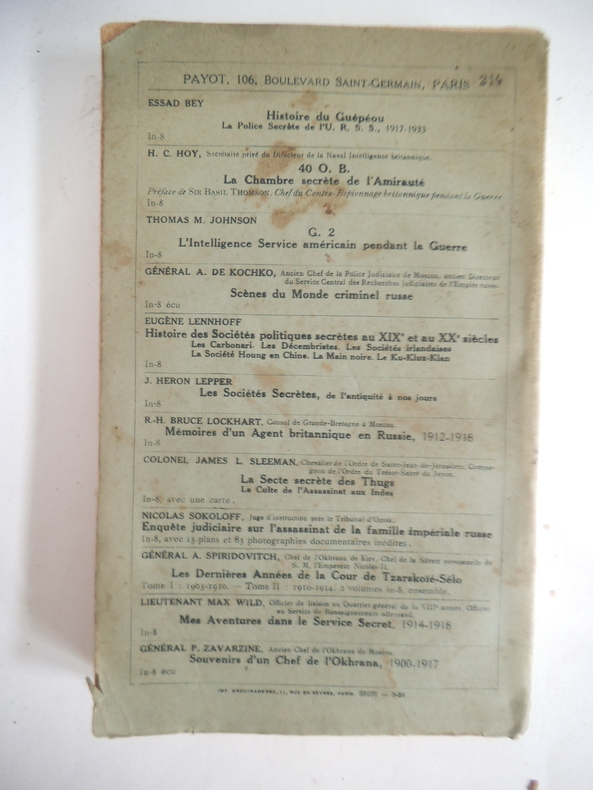 PAYOT, 106, BOULEVARD SAINT-GERMAIN, PARIS
ESSAD BEY
Histoire du Guépéou
La Police Secrète de l'U. R. S. S., 1917-1933
In-8
H. C. HOY, Secrétaire privé du Directeur de la Naval Intelligence britannique.
40 O. B.
La Chambre secrète de l'Amirauté
Préface de SIR BASIL THOMSON, Chef du Contre-Espionnage britannique pendant la Guerre
In-8
THOMAS M. JOHNSON
G. 2
L'Intelligence Service américain pendant la Guerre
In-8
GÉNÉRAL A. DE KOCHKO, Ancien Chef de la Police Judiciaire de Moscou, ancien Directeur
du Service Central des Recherches judiciaires de l'Empire russe.
Scènes du Monde criminel russe
In-8 écu
EUGÈNE LENNHOFF
Histoire des Sociétés politiques secrètes au XIXe et au XXe siècles
Les Carbonari. Les Décembristes. Les Sociétés irlandaises
La Société Houng en Chine. La Main noire. Le Ku-Klux-Klan
In-8
J. HERON LEPPER
Les Sociétés Secrètes, de l'antiquité à nos jours
In-8
R.-H. BRUCE LOCKHART, Consul de Grande-Bretagne à Moscou.
Mémoires d'un Agent britannique en Russie, 1912-1918
In-8
COLONEL JAMES L. SLEEMAN, Chevalier de l'Ordre de Saint-Jean-de-Jérusalem, Compa-
gnon de l'Ordre du Trésor-Sacré du Japon.
La Secte secrète des Thugs
Le Culte de l'Assassinat aux Indes
In-8, avec une carte.
NICOLAS SOKOLOFF, Juge d'instruction près le Tribunal d'Omsk.
Enquête judiciaire sur l'assassinat de la famille impériale russe
In-8, avec 15 plans et 83 photographies documentaires inédites.
GÉNÉRAL A. SPIRIDOVITCH, Chef de l'Okhrana de Kiev, Chef de la Sûreté personnelle de
S. M. l'Empereur Nicolas II.
Les Dernières Années de la Cour de Tzarskoïé-Sélo
Tome I : 1905-1910. — Tome II : 1910-1914. 2 volumes in-8, ensemble.
LIEUTENANT MAX WILD, Officier de liaison au Quartier général de la VIIIe armée, Officier
au Service de Renseignements allemand.
Mes Aventures dans le Service Secret, 1914-1918
In-8
GÉNÉRAL P. ZAVARZINE, Ancien Chef de l'Okhrana de Moscou.
Souvenirs d'un Chef de l'Okhrana, 1900-1917
In-8 écu
11, RUE DE SÈVRES, PARIS.